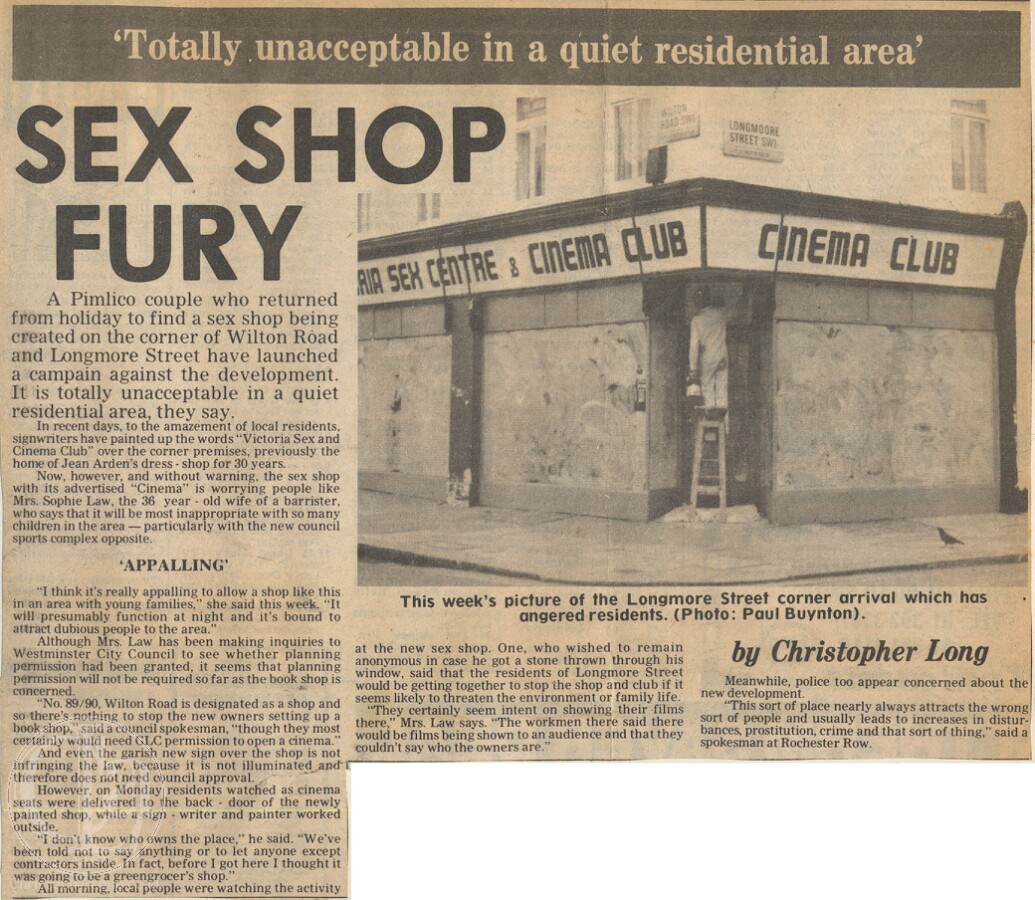 ‘Totally unacceptable in a quiet residential area’
SEX SHOP
FURY
A Pimlico couple who returned
from holiday to find a sex shop being
created on the corner of Wilton Road
and Longmore Street have launched
a campain against the development.
It is totally unacceptable in a quiet
residential area, they say.
In recent days, to the amazement of local residents,
signwriters have painted up the words "Victoria Sex and
Cinema Club" over the corner premises, previously the
home of Jean Arden's dress - shop for 30 years.
Now, however, and without warning, the sex shop
with its advertised "Cinema" is worrying people like
Mrs. Sophie Law, the 36 year - old wife of a barrister,
who says that it will be most inappropriate with so many
children in the area — particularly with the new council
sports complex opposite.
‘APPALLING’
"I think it's really appalling to allow a shop like this
in an area with young families," she said this week. "It
will presumably function at night and it's bound to
attract dubious people to the area."
Although Mrs. Law has been making inquiries to
Westminster City Council to see whether planning
permission had been granted, it seems that planning
permission will not be required so far as the book shop is
concerned.
"No. 89/90, Wilton Road is designated as a shop and
so there's nothing to stop the new owners setting up a
book shop," said a council spokesman, "though they most
certainly would need GLC permission to open a cinema."
And even the garish new sign over the shop is not
infringing the law, because it is not illuminated and
therefore does not need council approval.
However, on Monday residents watched as cinema
seats were delivered to the back - door of the newly
painted shop, while a sign - writer and painter worked
outside.
"I don't know who owns the place," he said. "We've
been told not to say anything or to let anyone except
contractors inside. In fact, before I got here I thought it
was going to be a greengrocer's shop."
All morning, local people were watching the activity
WILTON
ROAD SW1
LONGMOORE
STREET SW1
RIA SEX CENTRE & CINEMA CLUB
CINEMA CLUB
This week's picture of the Longmore Street corner arrival which has
angered residents. (Photo: Paul Buynton).
at the new sex shop. One, who wished to remain
anonymous in case he got a stone thrown through his
window, said that the residents of Longmore Street
would be getting together to stop the shop and club if it
seems likely to threaten the environment or family life.
"They certainly seem intent on showing their films
there," Mrs. Law says. "The workmen there said there
would be films being shown to an audience and that they
couldn't say who the owners are."
by Christopher Long
Meanwhile, police too appear concerned about the
new development.
"This sort of place nearly always attracts the wrong
sort of people and usually leads to increases in distur-
bances, prostitution, crime and that sort of thing," said a
spokesman at Rochester Row.